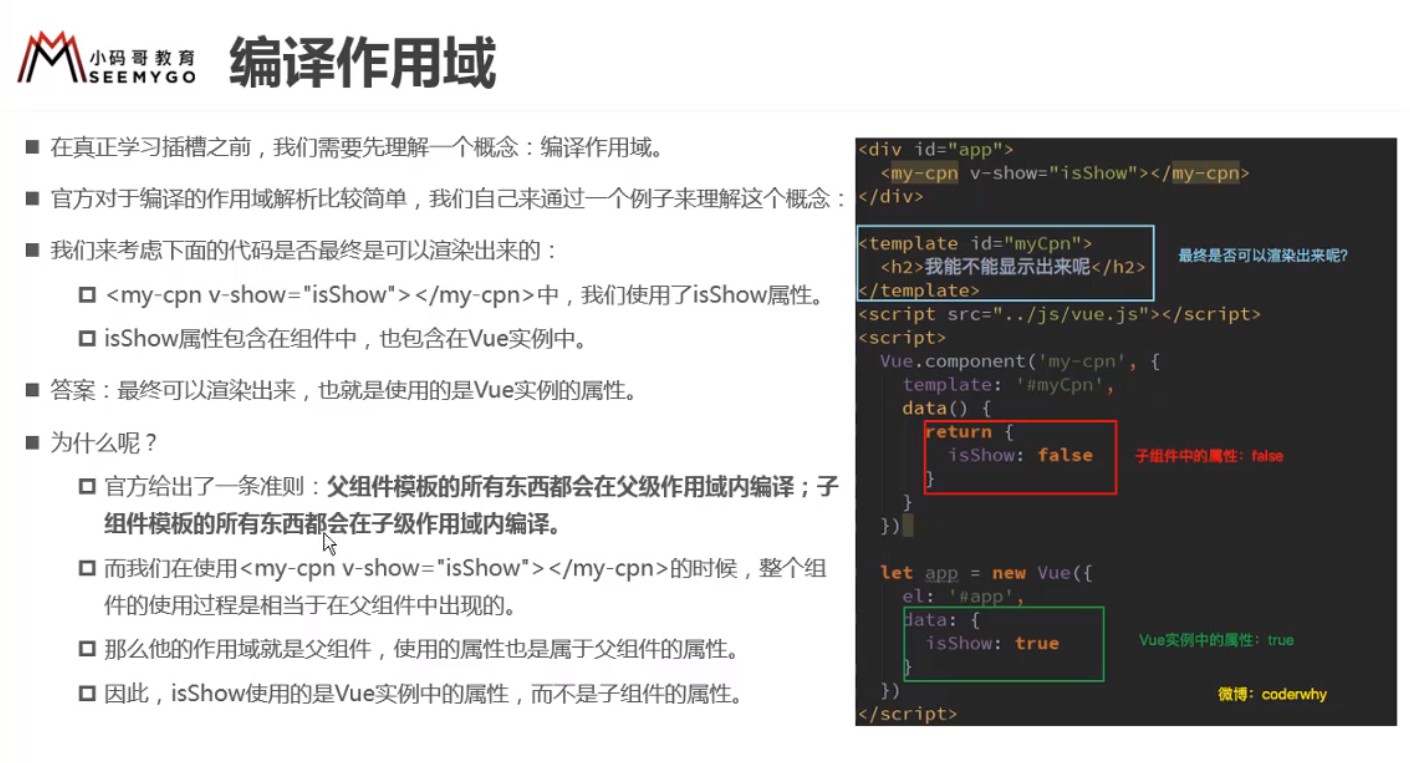 小码哥教育
SEEMYGO
编译作用域
在真正学习插槽之前，我们需要先理解一个概念：编译作用域。
官方对于编译的作用域解析比较简单，我们自己来通过一个例子来理解这个概念：
我们来考虑下面的代码是否最终是可以渲染出来的：
<my-cpn v-show="isShow"></my-cpn>中，我们使用了isShow属性。
isShow属性包含在组件中，也包含在Vue实例中。
答案：最终可以渲染出来，也就是使用的是Vue实例的属性。
为什么呢？
官方给出了一条准则：父组件模板的所有东西都会在父级作用域内编译；子
组件模板的所有东西都会在子级作用域内编译。
而我们在使用<my-cpn v-show="isShow"></my-cpn>的时候，整个组
件的使用过程是相当于在父组件中出现的。
那么他的作用域就是父组件，使用的属性也是属于父组件的属性。
因此，isShow使用的是Vue实例中的属性，而不是子组件的属性。
<div id="app">
<my-cpn v-show="isShow"></my-cpn>
</div>
<template id="myCpn">
<h2>我能不能显示出来呢</h2>
</template>
最终是否可以渲染出来呢?
<script src="../js/vue.js"></script>
<script>
Vue.component('my-cpn', {
template: '#myCpn',
data() {
return {
isShow: false
子组件中的属性：false
}
}
})
let app = new Vue({
el: '#app',
data: {
isShow: true
Vue实例中的属性：true
}
})
微博：coderwhy
</script>